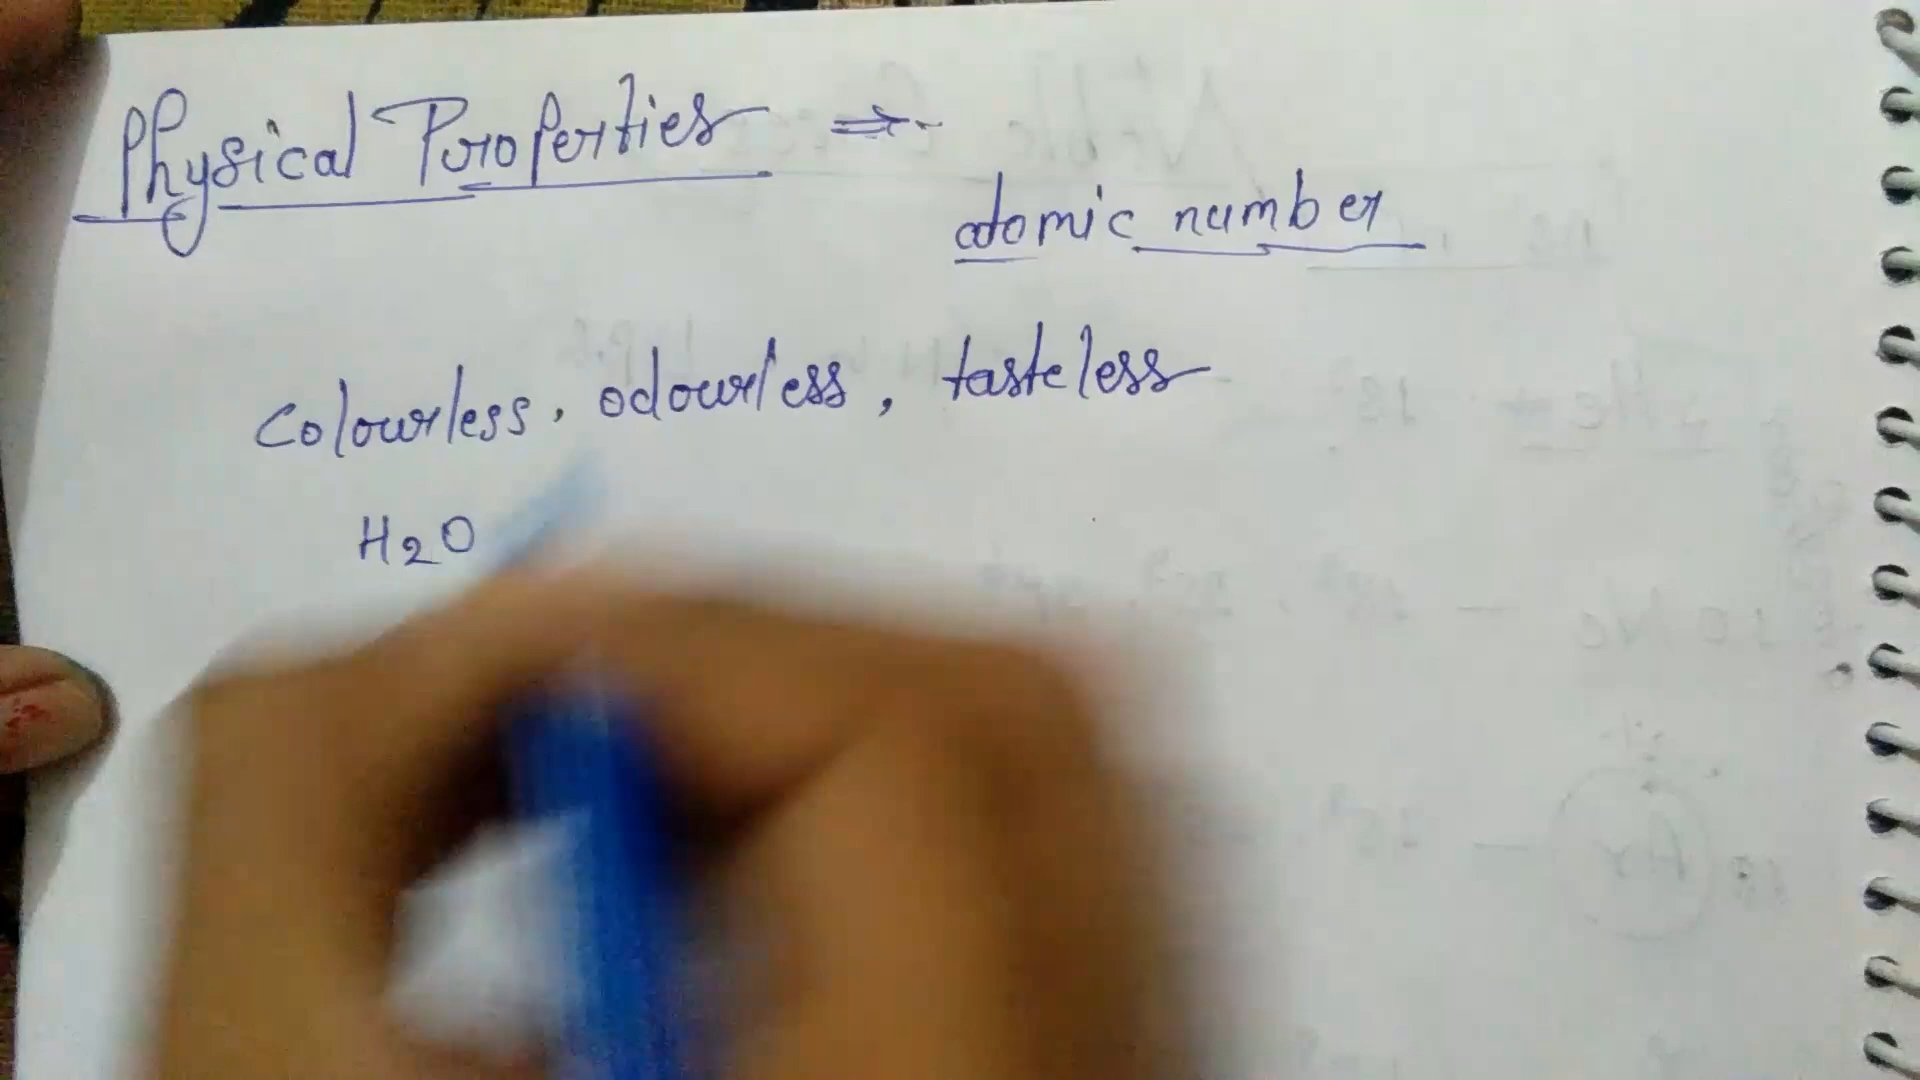 Physical Properties ⇒
atomic number
Colourless, odourless, tasteless
H2O